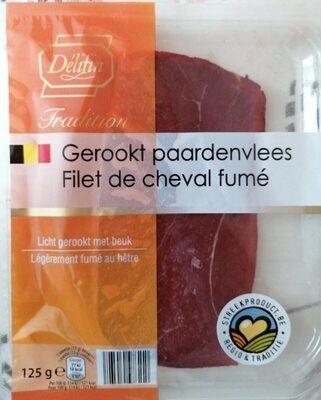 Délifin
Tradition
Gerookt paardenvlees
Filet de cheval fumé
Licht gerookt met beuk
Légèrement fumé au hêtre
STREEKPRODUCT.BE
REGIO & TRADITIE
125 g e